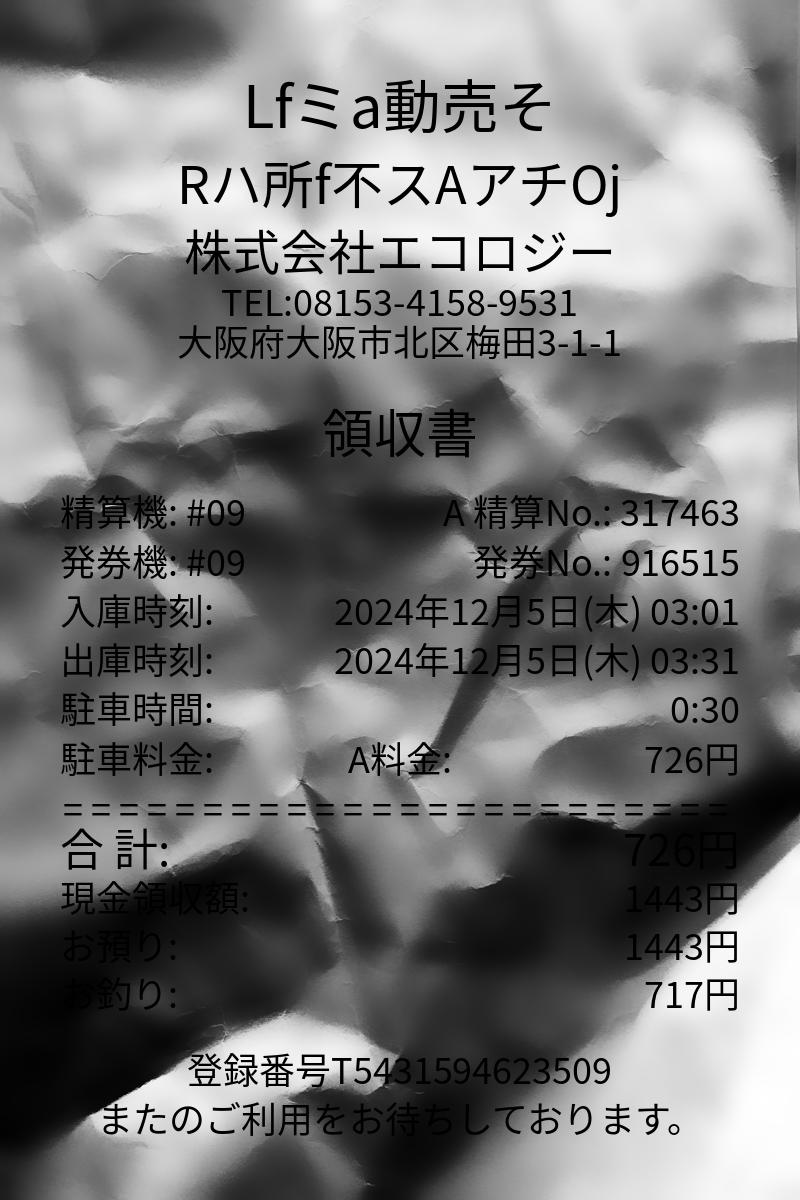 Lfミa動売そ
Rハ所f不スAアチOj
株式会社エコロジー
TEL:08153-4158-9531
大阪府大阪市北区梅田3-1-1
領収書
精算機: #09 A 精算No.: 317463
発券機: #09 発券No.: 916515
入庫時刻: 2024年12月5日(木) 03:01
出庫時刻: 2024年12月5日(木) 03:31
駐車時間: 0:30
駐車料金: A料金: 726円
========================
合 計: 726円
現金領収額: 1443円
お預り: 1443円
お釣り: 717円
登録番号T5431594623509
またのご利用をお待ちしております。